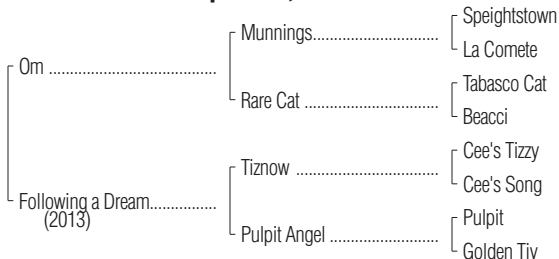 Speightstown
Munnings
La Comete
Om
Tabasco Cat
Rare Cat
Beacci
Cee's Tizzy
Tiznow
Cee's Song
Following a Dream
(2013)
Pulpit
Pulpit Angel
Golden Tiv